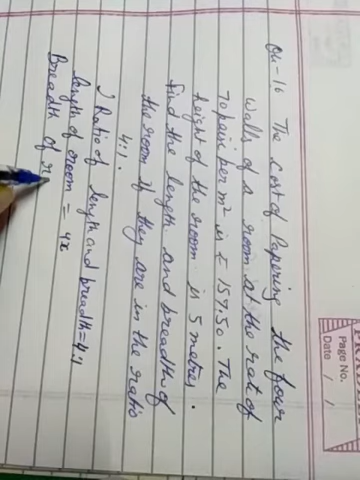 Page No.
Date / /
Qu-16 The Cost of Papering the four
walls of a room at the rat of
70 paise per m² is ₹ 157.50. The
height of the room is 5 metres.
find the length and breadth of
the room if they are in the ratio
4:1.
Ratio of length and breadth = 4:1
length of room = 4x
Breadth of